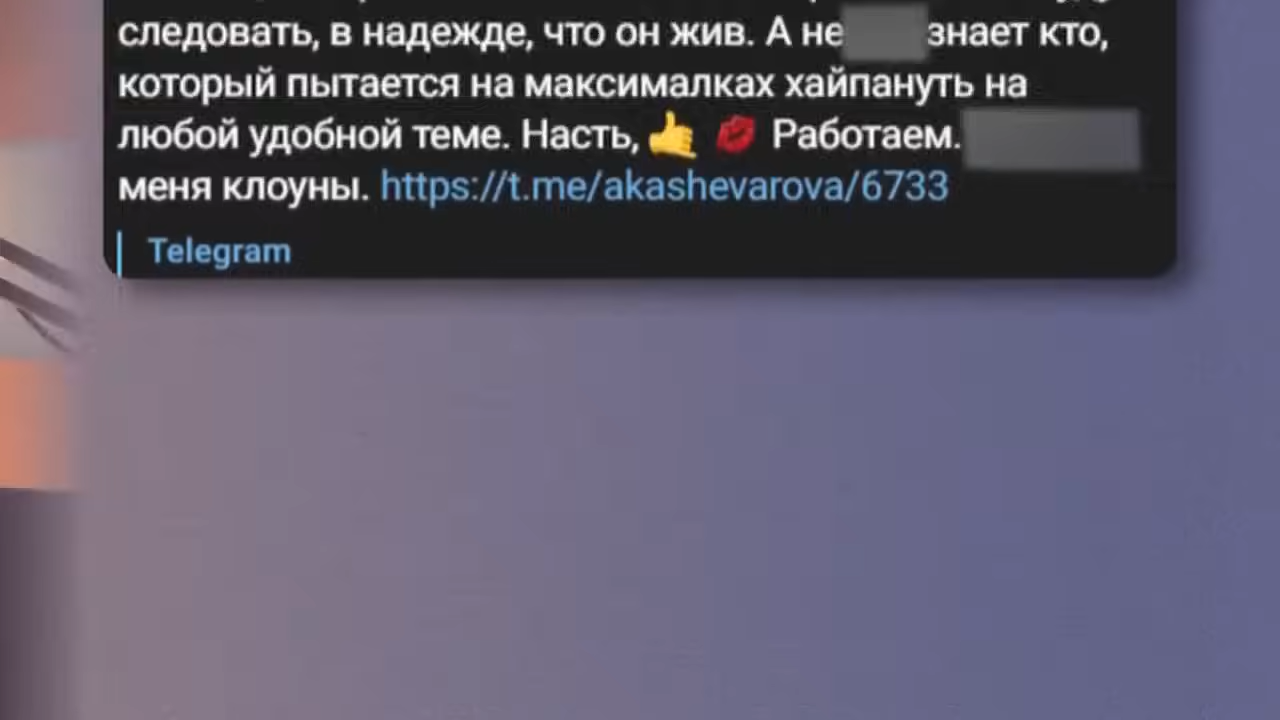 следовать, в надежде, что он жив. А не знает кто,
который пытается на максималках хайпануть на
любой удобной теме. Насть, 🤙 💋 Работаем.
меня клоуны. https://t.me/akashevarova/6733
Telegram